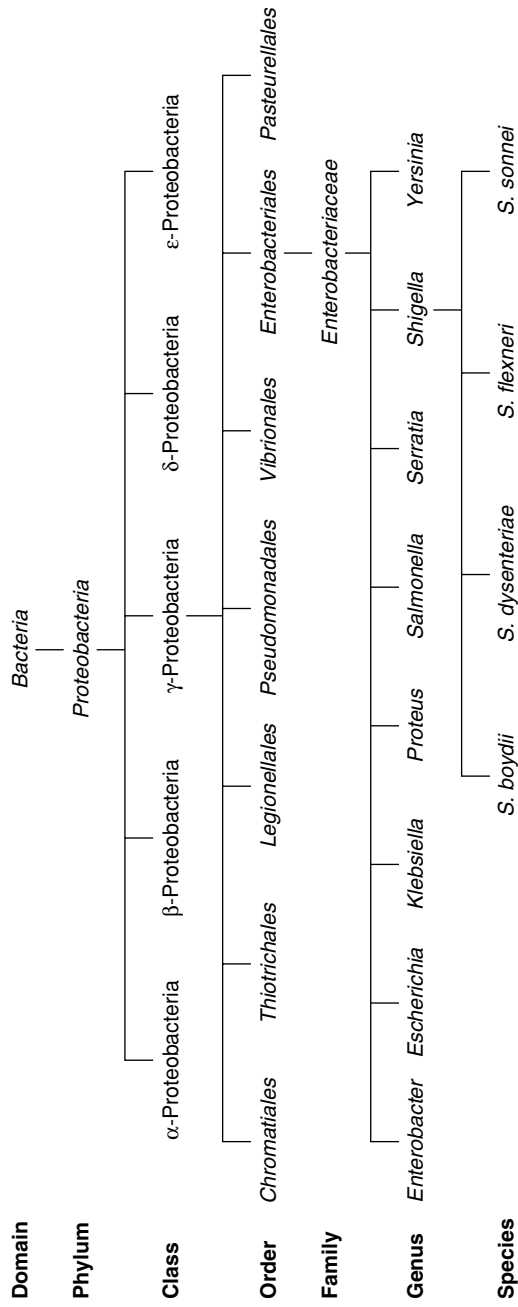 Domain Bacteria
Phylum Proteobacteria
Class α-Proteobacteria β-Proteobacteria γ-Proteobacteria δ-Proteobacteria ε-Proteobacteria
Order Chromatiales Thiotrichales Legionellales Pseudomonadales Vibrionales Enterobacteriales Pasteurellales
Family Enterobacteriaceae
Genus Enterobacter Escherichia Klebsiella Proteus Salmonella Serratia Shigella Yersinia
Species S. boydii S. dysenteriae S. flexneri S. sonnei